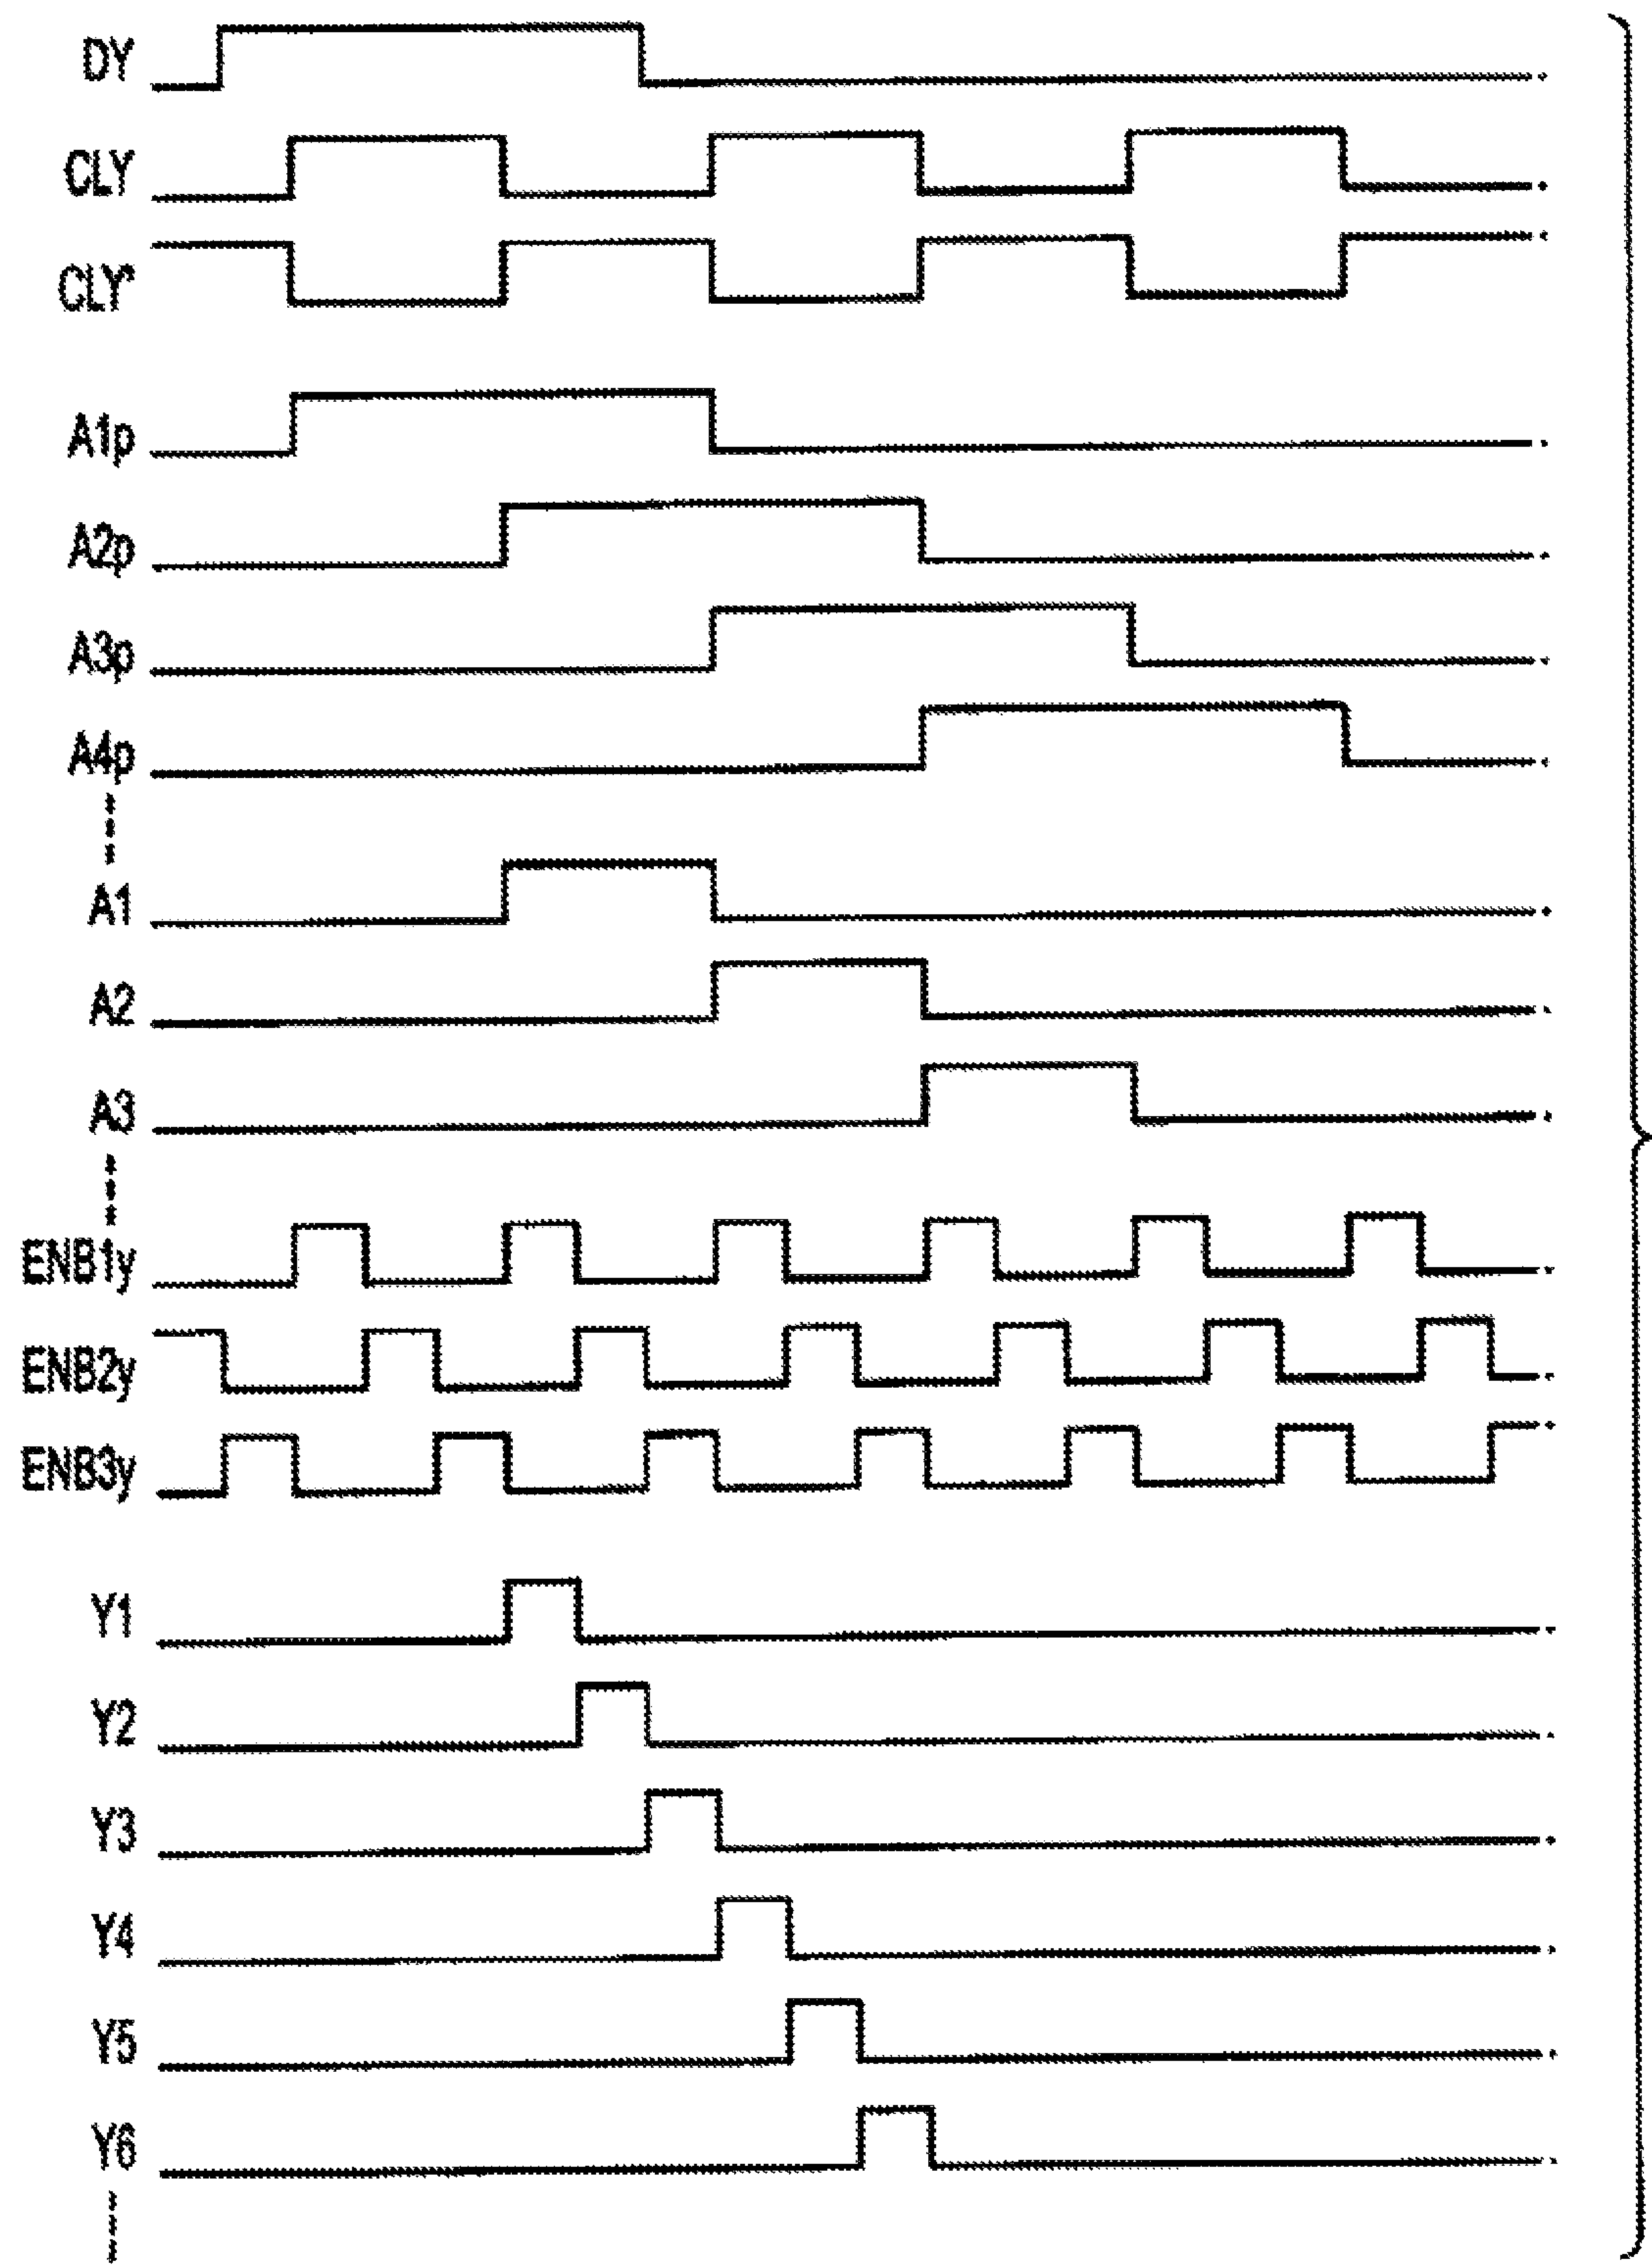 DY
CLY
CLY'
A1p
A2p
A3p
A4p
A1
A2
A3
ENB1y
ENB2y
ENB3y
Y1
Y2
Y3
Y4
Y5
Y6